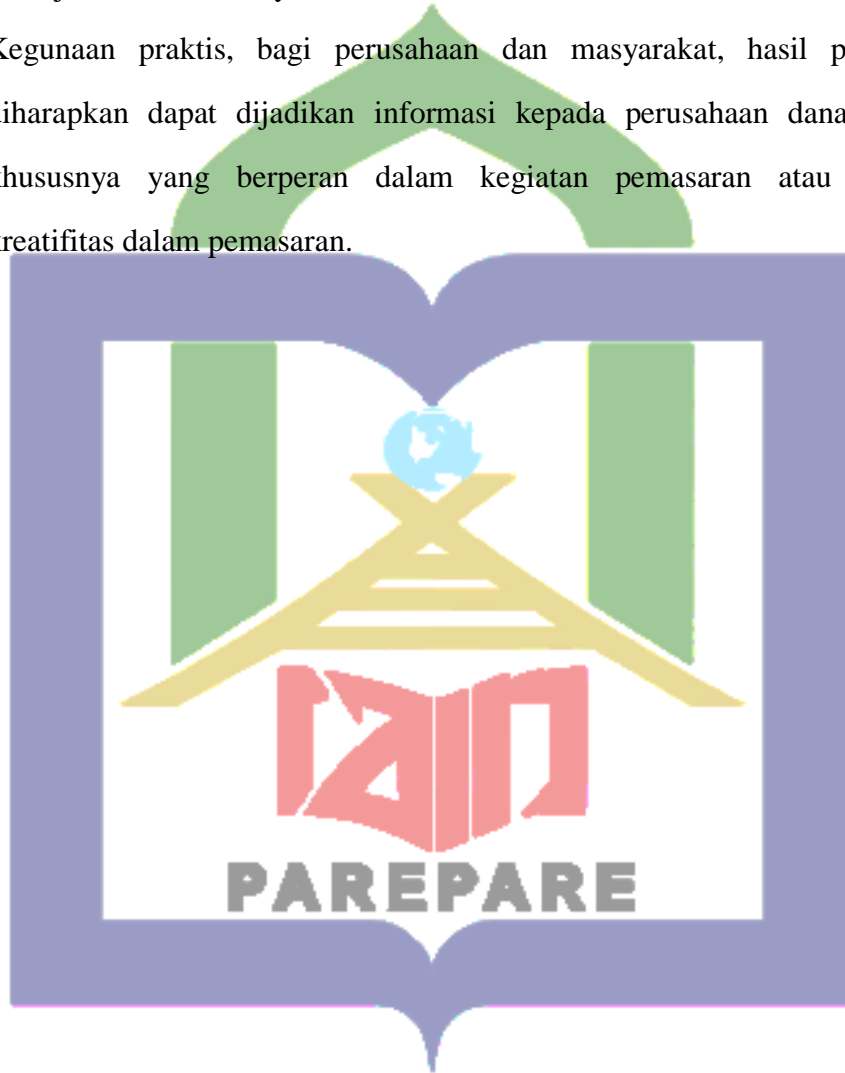 Kegunaan praktis, bagi perusahaan dan masyarakat, hasil
diharapkan dapat dijadikan informasi kepada perusahaan dana
khususnya yang berperan dalam kegiatan pemasaran atau
kreatifitas dalam pemasaran.
iain
PAREPARE